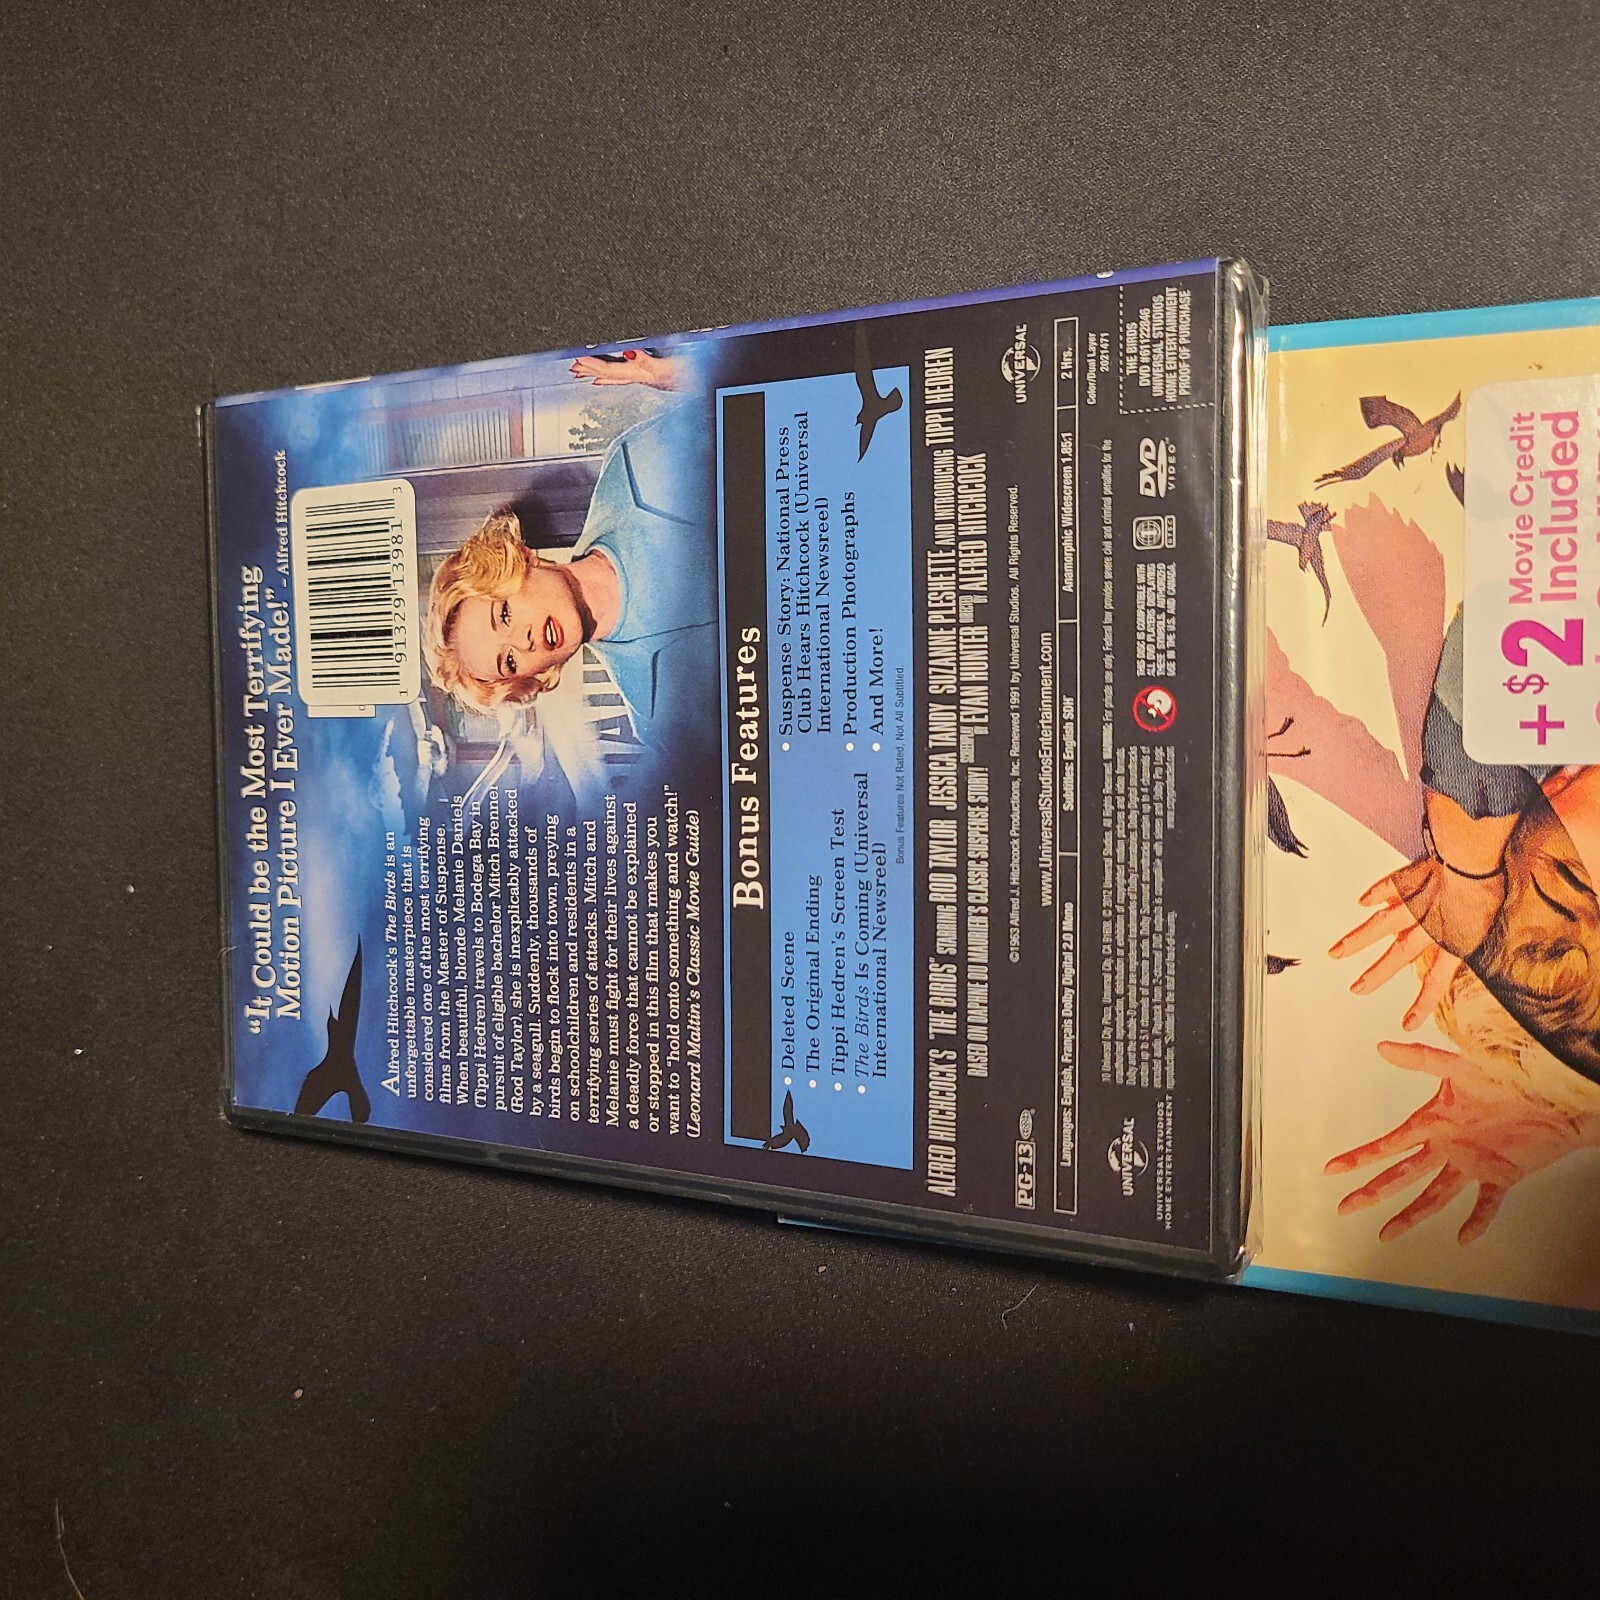 "It Could be the Most Terrifying
Motion Picture I Ever Made!" – Alfred Hitchcock
1 91329 13981 3
Alfred Hitchcock's The Birds is an
unforgettable masterpiece that is
considered one of the most terrifying
films from the Master of Suspense.
When beautiful, blonde Melanie Daniels
(Tippi Hedren) travels to Bodega Bay in
pursuit of eligible bachelor Mitch Brenner
(Rod Taylor), she is inexplicably attacked
by a seagull. Suddenly, thousands of
birds begin to flock into town, preying
on schoolchildren and residents in a
terrifying series of attacks. Mitch and
Melanie must fight for their lives against
a deadly force that cannot be explained
or stopped in this film that makes you
want to "hold onto something and watch!"
(Leonard Maltin's Classic Movie Guide)
Bonus Features
• Deleted Scene
• The Original Ending
• Tippi Hedren's Screen Test
• The Birds Is Coming (Universal
International Newsreel)
• Suspense Story: National Press
Club Hears Hitchcock (Universal
International Newsreel)
• Production Photographs
• And More!
Bonus Features Not Rated, Not All Subtitled.
ALFRED HITCHCOCK'S "THE BIRDS" STARRING ROD TAYLOR JESSICA TANDY SUZANNE PLESHETTE AND INTRODUCING TIPPI HEDREN
BASED ON DAPHNE DU MAURIER'S CLASSIC SUSPENSE STORY! SCREENPLAY BY EVAN HUNTER DIRECTED BY ALFRED HITCHCOCK
PG-13
© 1963 Alfred J. Hitchcock Productions, Inc. Renewed 1991 by Universal Studios. All Rights Reserved.
UNIVERSAL
www.UniversalStudiosEntertainment.com
Languages: English, Français Dolby Digital 2.0 Mono
Subtitles: English SDH
Anamorphic Widescreen 1.85:1
2 Hrs.
Color/Dual Layer
2021471
UNIVERSAL
UNIVERSAL STUDIOS
HOME ENTERTAINMENT
DVD
VIDEO
THE BIRDS
DVD #61122846
UNIVERSAL STUDIOS
HOME ENTERTAINMENT
PROOF OF PURCHASE
+ $2 Movie Credit
Included